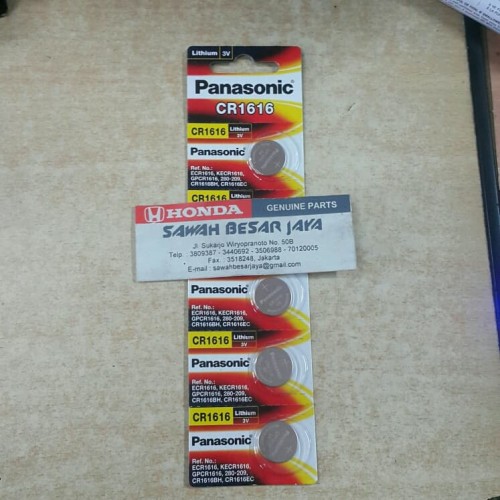 Lithium 3V
Panasonic
CR1616
CR1616 Lithium 3V
Panasonic
Ref. No.:
ECR1616, KECR1616,
GPCR1616, 280-209,
CR1616BH, CR1616EC
CR1616 Lithium
HONDA GENUINE PARTS
SAWAH BESAR JAYA
Jl. Sukarjo Wiryopranoto No. 50B
Telp. : 3809387 - 3440692 - 3506988 - 70120005
Fax. : 3518248, Jakarta
E-mail : sawahbesarjaya@gmail.com
Panasonic
Ref. No.:
ECR1616, KECR1616,
GPCR1616, 280-209,
CR1616BH, CR1616EC
CR1616 Lithium 3V
Panasonic
Ref. No.:
ECR1616, KECR1616,
GPCR1616, 280-209,
CR1616BH, CR1616EC
CR1616 Lithium 3V
Panasonic
Ref. No.:
ECR1616, KECR1616,
GPCR1616, 280-209,
CR1616BH, CR1616EC